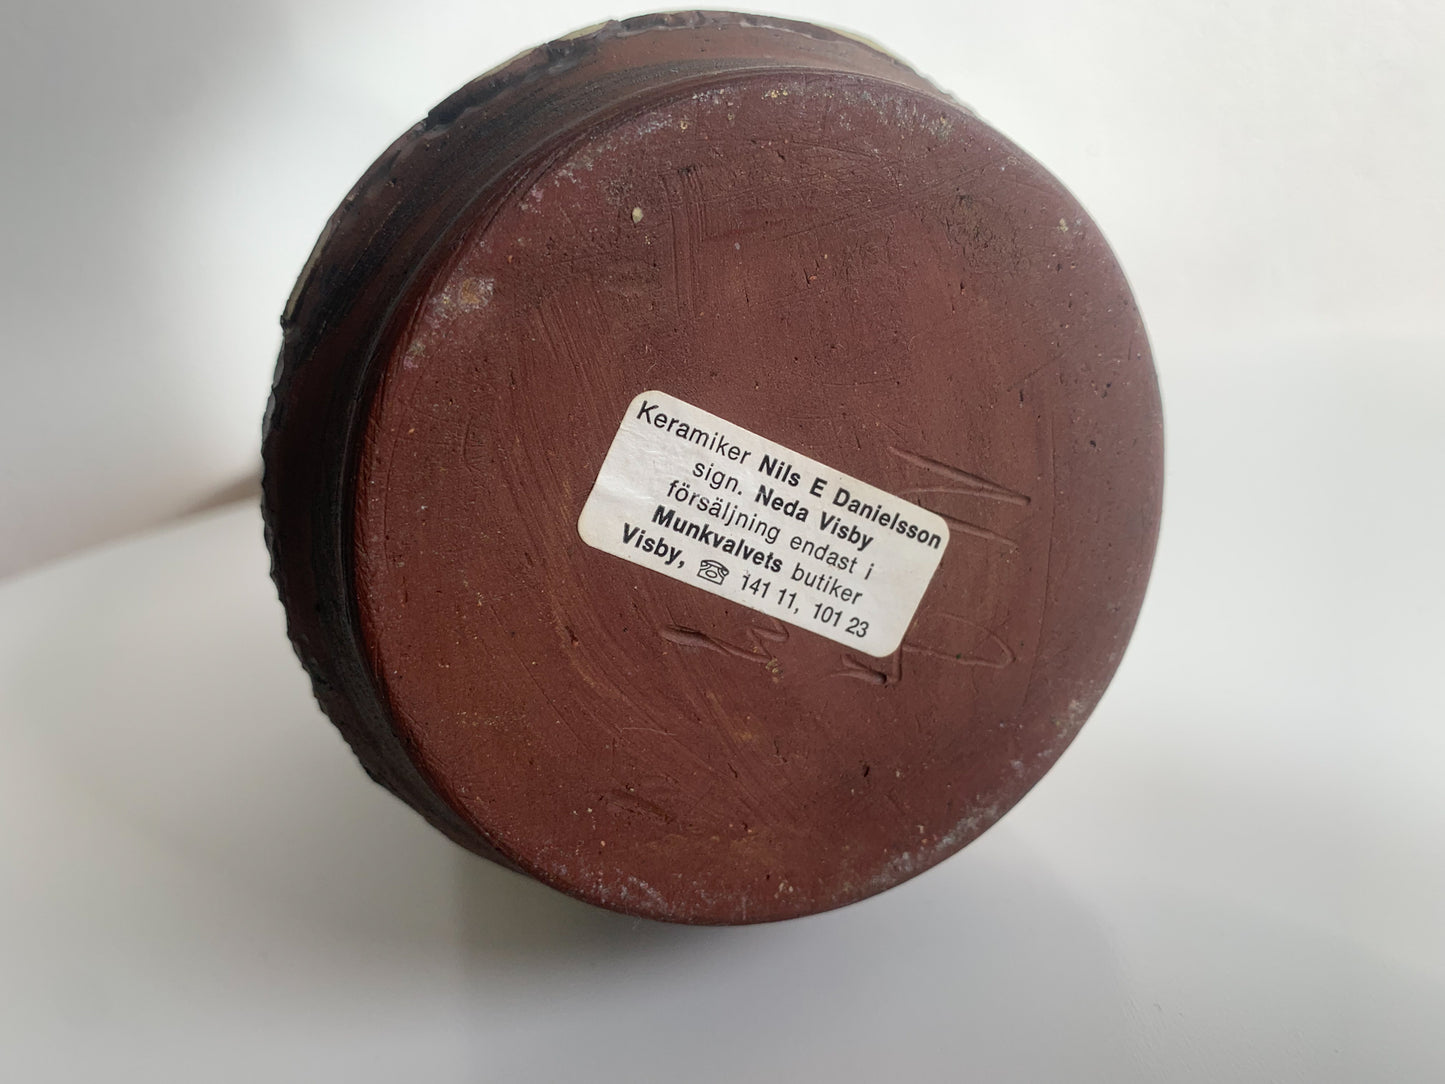 Keramiker Nils E Danielsson
sign. Neda Visby
försäljning endast i
Munkvalvets butiker
Visby, ☏ 141 11, 101 23